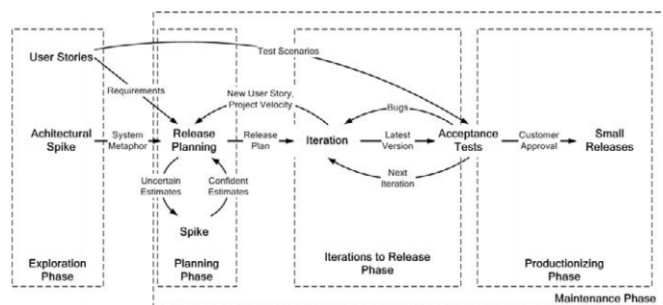 User Stories
Test Scenarios
Requirements
New User Story,
Project Velocity
Bugs
Achitectural
Spike
System
Metaphor
Release
Planning
Release
Plan
Iteration
Latest
Version
Acceptance
Tests
Customer
Approval
Small
Releases
Next
Iteration
Uncertain
Estimates
Confident
Estimates
Spike
Exploration
Phase
Planning
Phase
Iterations to Release
Phase
Productionizing
Phase
Maintenance Phase